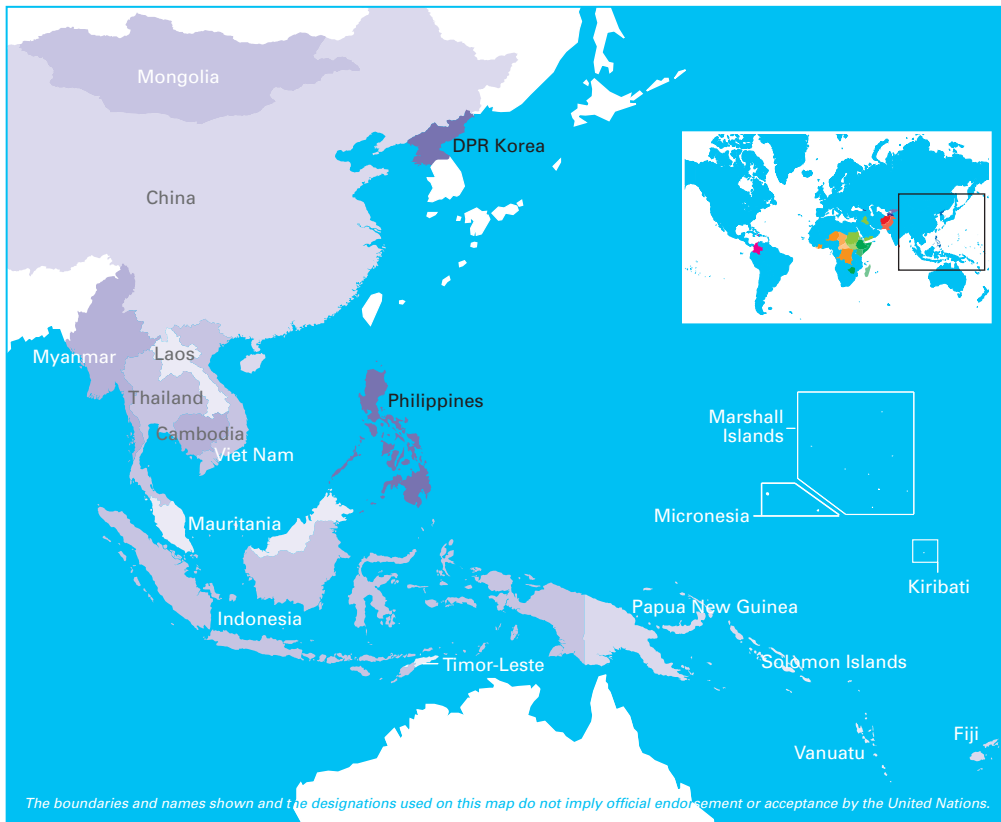 Mongolia
DPR Korea
China
Myanmar
Laos
Thailand
Philippines
Cambodia
Viet Nam
Marshall
Islands
Micronesia
Mauritania
Kiribati
Indonesia
Papua New Guinea
Timor-Leste
Solomon Islands
Fiji
Vanuatu
The boundaries and names shown and the designations used on this map do not imply official endorsement or acceptance by the United Nations.